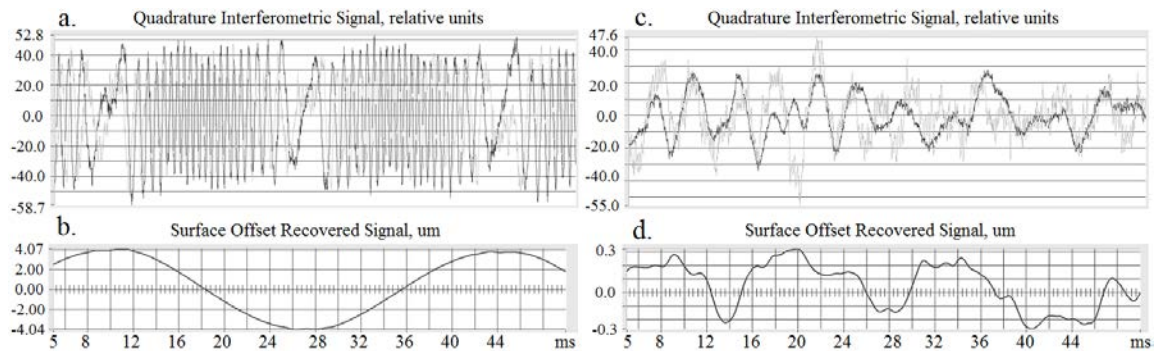 a.
Quadrature Interferometric Signal, relative units
52.8
40.0
20.0
0.0
-20.0
-40.0
-58.7
b.
Surface Offset Recovered Signal, um
4.07
2.00
0.00
-2.00
-4.04
5 8 12 16 20 24 28 32 36 40 44 ms
c.
Quadrature Interferometric Signal, relative units
47.6
40.0
20.0
0.0
-20.0
-40.0
-55.0
d.
Surface Offset Recovered Signal, um
0.3
0.0
-0.3
5 8 12 16 20 24 28 32 36 40 44 ms